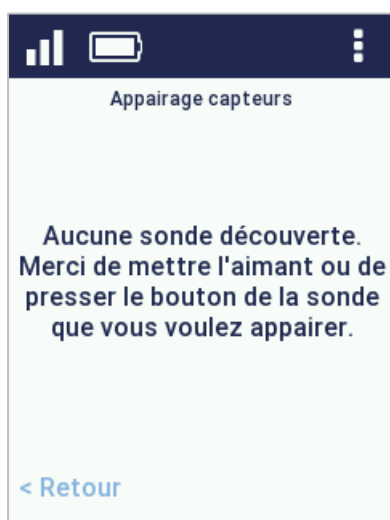 Appairage capteurs
Aucune sonde découverte.
Merci de mettre l'aimant ou de
presser le bouton de la sonde
que vous voulez appairer.
< Retour